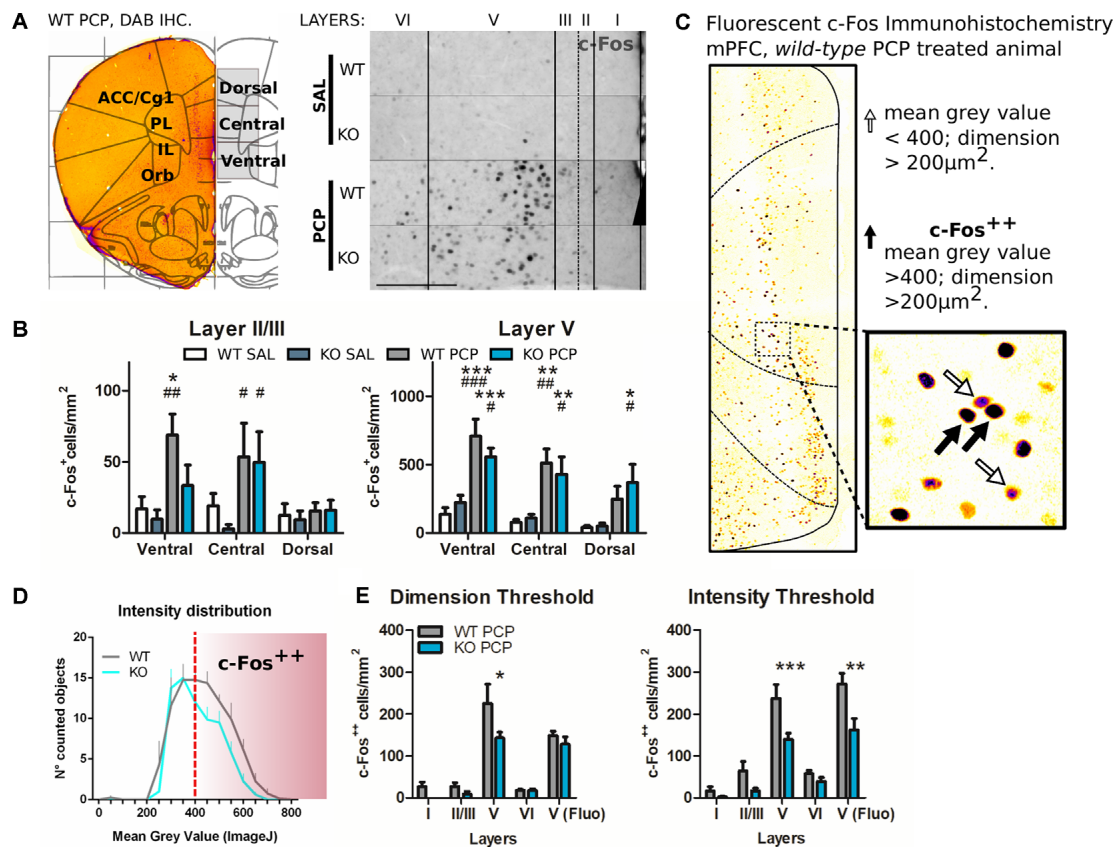 A
WT PCP, DAB IHC.
ACC/Cg1
PL
IL
Orb
Dorsal
Central
Ventral
LAYERS: VI V III II I
c-Fos
SAL
WT
KO
PCP
WT
KO
B
Layer II/III
Layer V
WT SAL KO SAL WT PCP KO PCP
c-Fos⁺cells/mm²
100
50
0
*
##
# #
Ventral Central Dorsal
c-Fos⁺cells/mm²
1000
500
0
***
###
***
#
**
##
**
#
*
#
Ventral Central Dorsal
C
Fluorescent c-Fos Immunohistochemistry
mPFC, wild-type PCP treated animal
mean grey value
< 400; dimension
> 200µm².
c-Fos⁺⁺
mean grey value
>400; dimension
>200µm².
D
Intensity distribution
WT
KO
c-Fos⁺⁺
N° counted objects
20
15
10
5
0
0 200 400 600 800
Mean Grey Value (ImageJ)
E
Dimension Threshold
WT PCP
KO PCP
c-Fos⁺⁺ cells/mm²
400
300
200
100
0
*
I II/III V VI V (Fluo)
Layers
Intensity Threshold
c-Fos⁺⁺ cells/mm²
400
300
200
100
0
*** **
I II/III V VI V (Fluo)
Layers